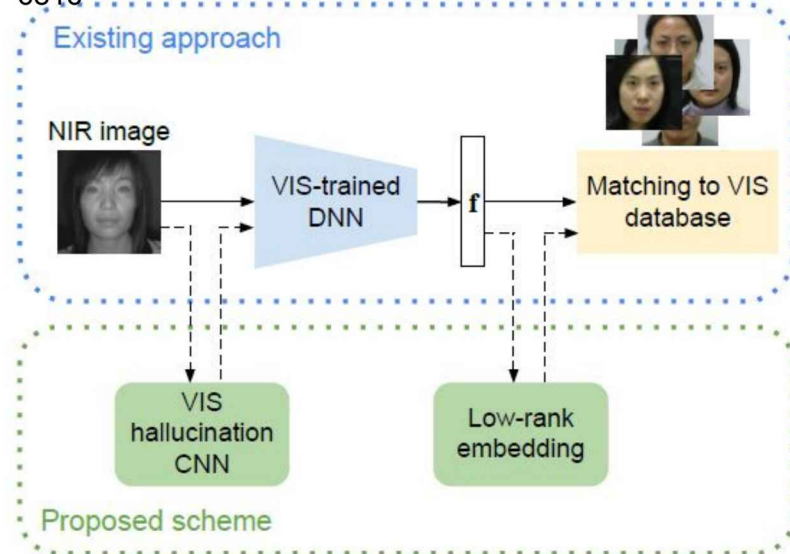 Existing approach
NIR image
VIS-trained
DNN
f
Matching to VIS
database
VIS
hallucination
CNN
Low-rank
embedding
Proposed scheme